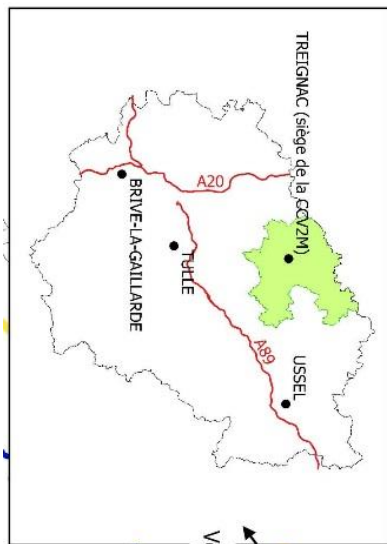 TREIGNAC (siège de la CCV2M)
A20
BRIVE-LA-GAILLARDE
TULLE
A89
USSEL
V